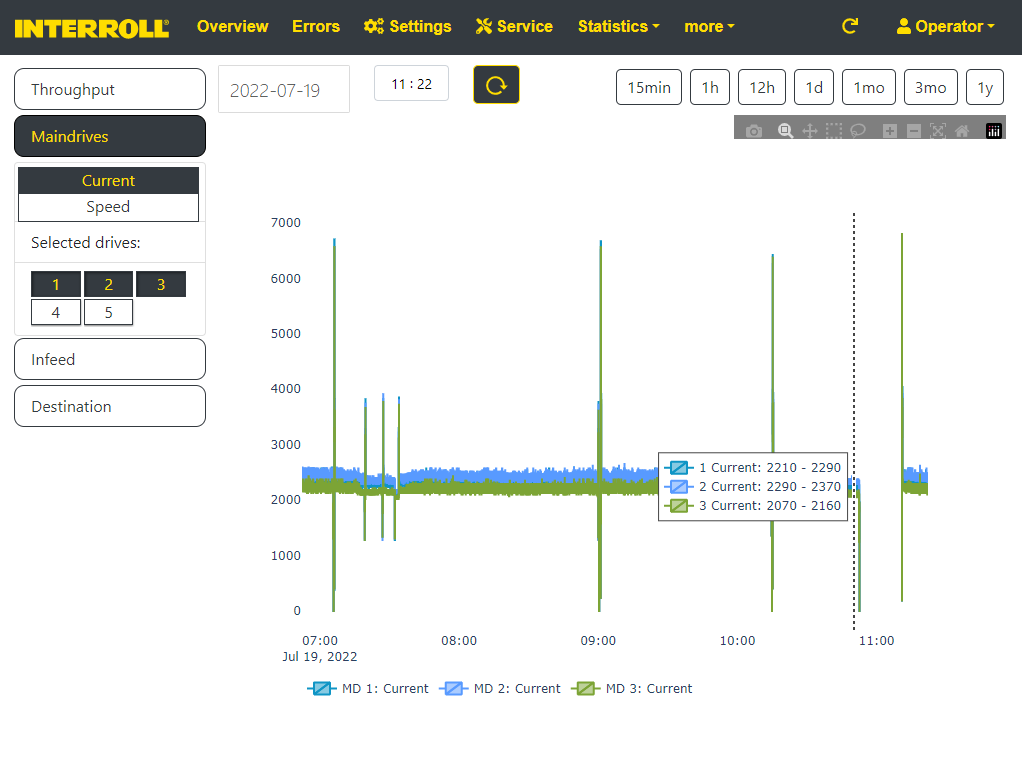 INTERROLL Overview Errors Settings Service Statistics more Operator
Throughput
2022-07-19
11 : 22
15min 1h 12h 1d 1mo 3mo 1y
Maindrives
Current
Speed
Selected drives:
1 2 3
4 5
Infeed
Destination
7000
6000
5000
4000
3000
2000
1000
0
1 Current: 2210 - 2290
2 Current: 2290 - 2370
3 Current: 2070 - 2160
07:00 08:00 09:00 10:00 11:00
Jul 19, 2022
MD 1: Current MD 2: Current MD 3: Current